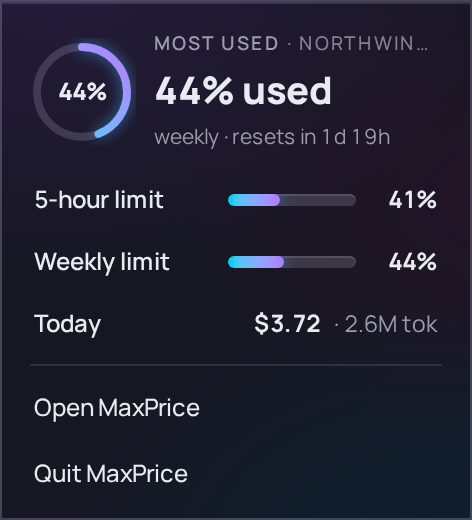 MOST USED · NORTHWIN…
44%
44% used
weekly · resets in 1d 19h
5-hour limit 41%
Weekly limit 44%
Today $3.72 · 2.6M tok
Open MaxPrice
Quit MaxPrice